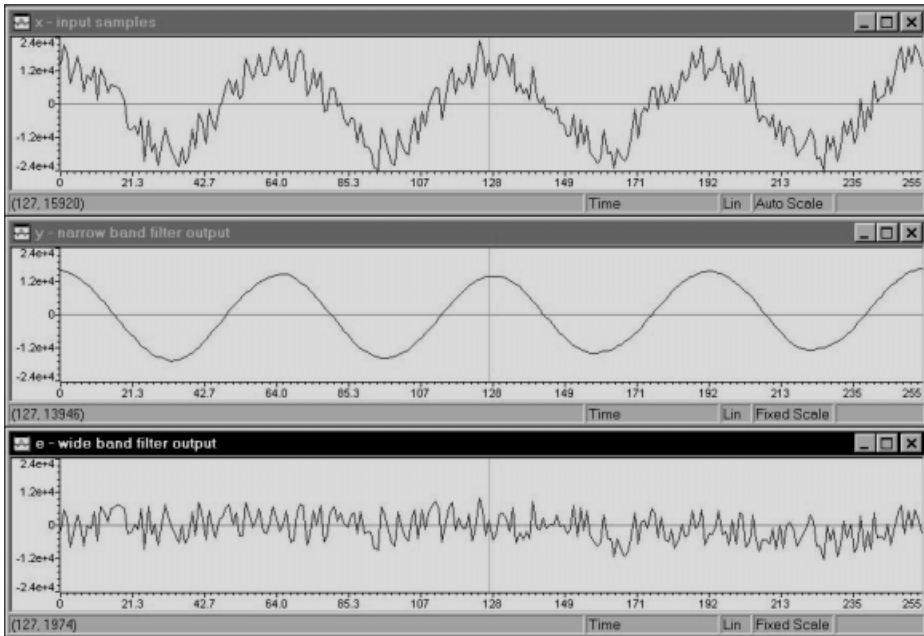 x - input samples
2.4e+4
1.2e+4
0
-1.2e+4
-2.4e+4
0 21.3 42.7 64.0 85.3 107 128 149 171 192 213 235 255
(127, 15920) Time Lin Auto Scale
y - narrow band filter output
2.4e+4
1.2e+4
0
-1.2e+4
-2.4e+4
0 21.3 42.7 64.0 85.3 107 128 149 171 192 213 235 255
(127, 13946) Time Lin Fixed Scale
e - wide band filter output
2.4e+4
1.2e+4
0
-1.2e+4
-2.4e+4
0 21.3 42.7 64.0 85.3 107 128 149 171 192 213 235 255
(127, 1974) Time Lin Fixed Scale